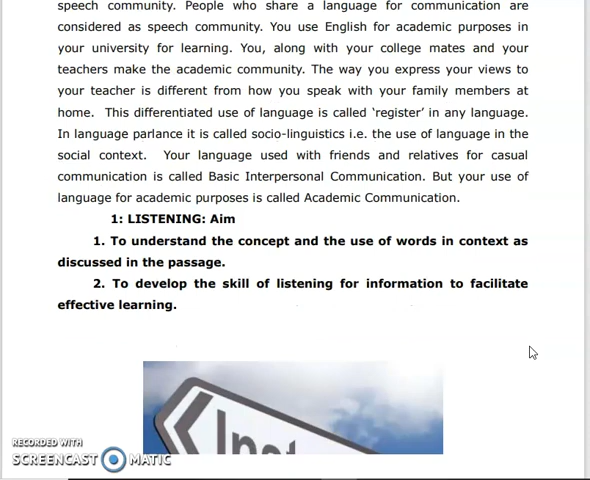 speech community. People who share a language for communication are
considered as speech community. You use English for academic purposes in
your university for learning. You, along with your college mates and your
teachers make the academic community. The way you express your views to
your teacher is different from how you speak with your family members at
home.  This differentiated use of language is called ‘register’ in any language.
In language parlance it is called socio-linguistics i.e. the use of language in the
social context.  Your language used with friends and relatives for casual
communication is called Basic Interpersonal Communication. But your use of
language for academic purposes is called Academic Communication.
1: LISTENING: Aim
1. To understand the concept and the use of words in context as
discussed in the passage.
2. To develop the skill of listening for information to facilitate
effective learning.
RECORDED WITH
SCREENCAST MATIC